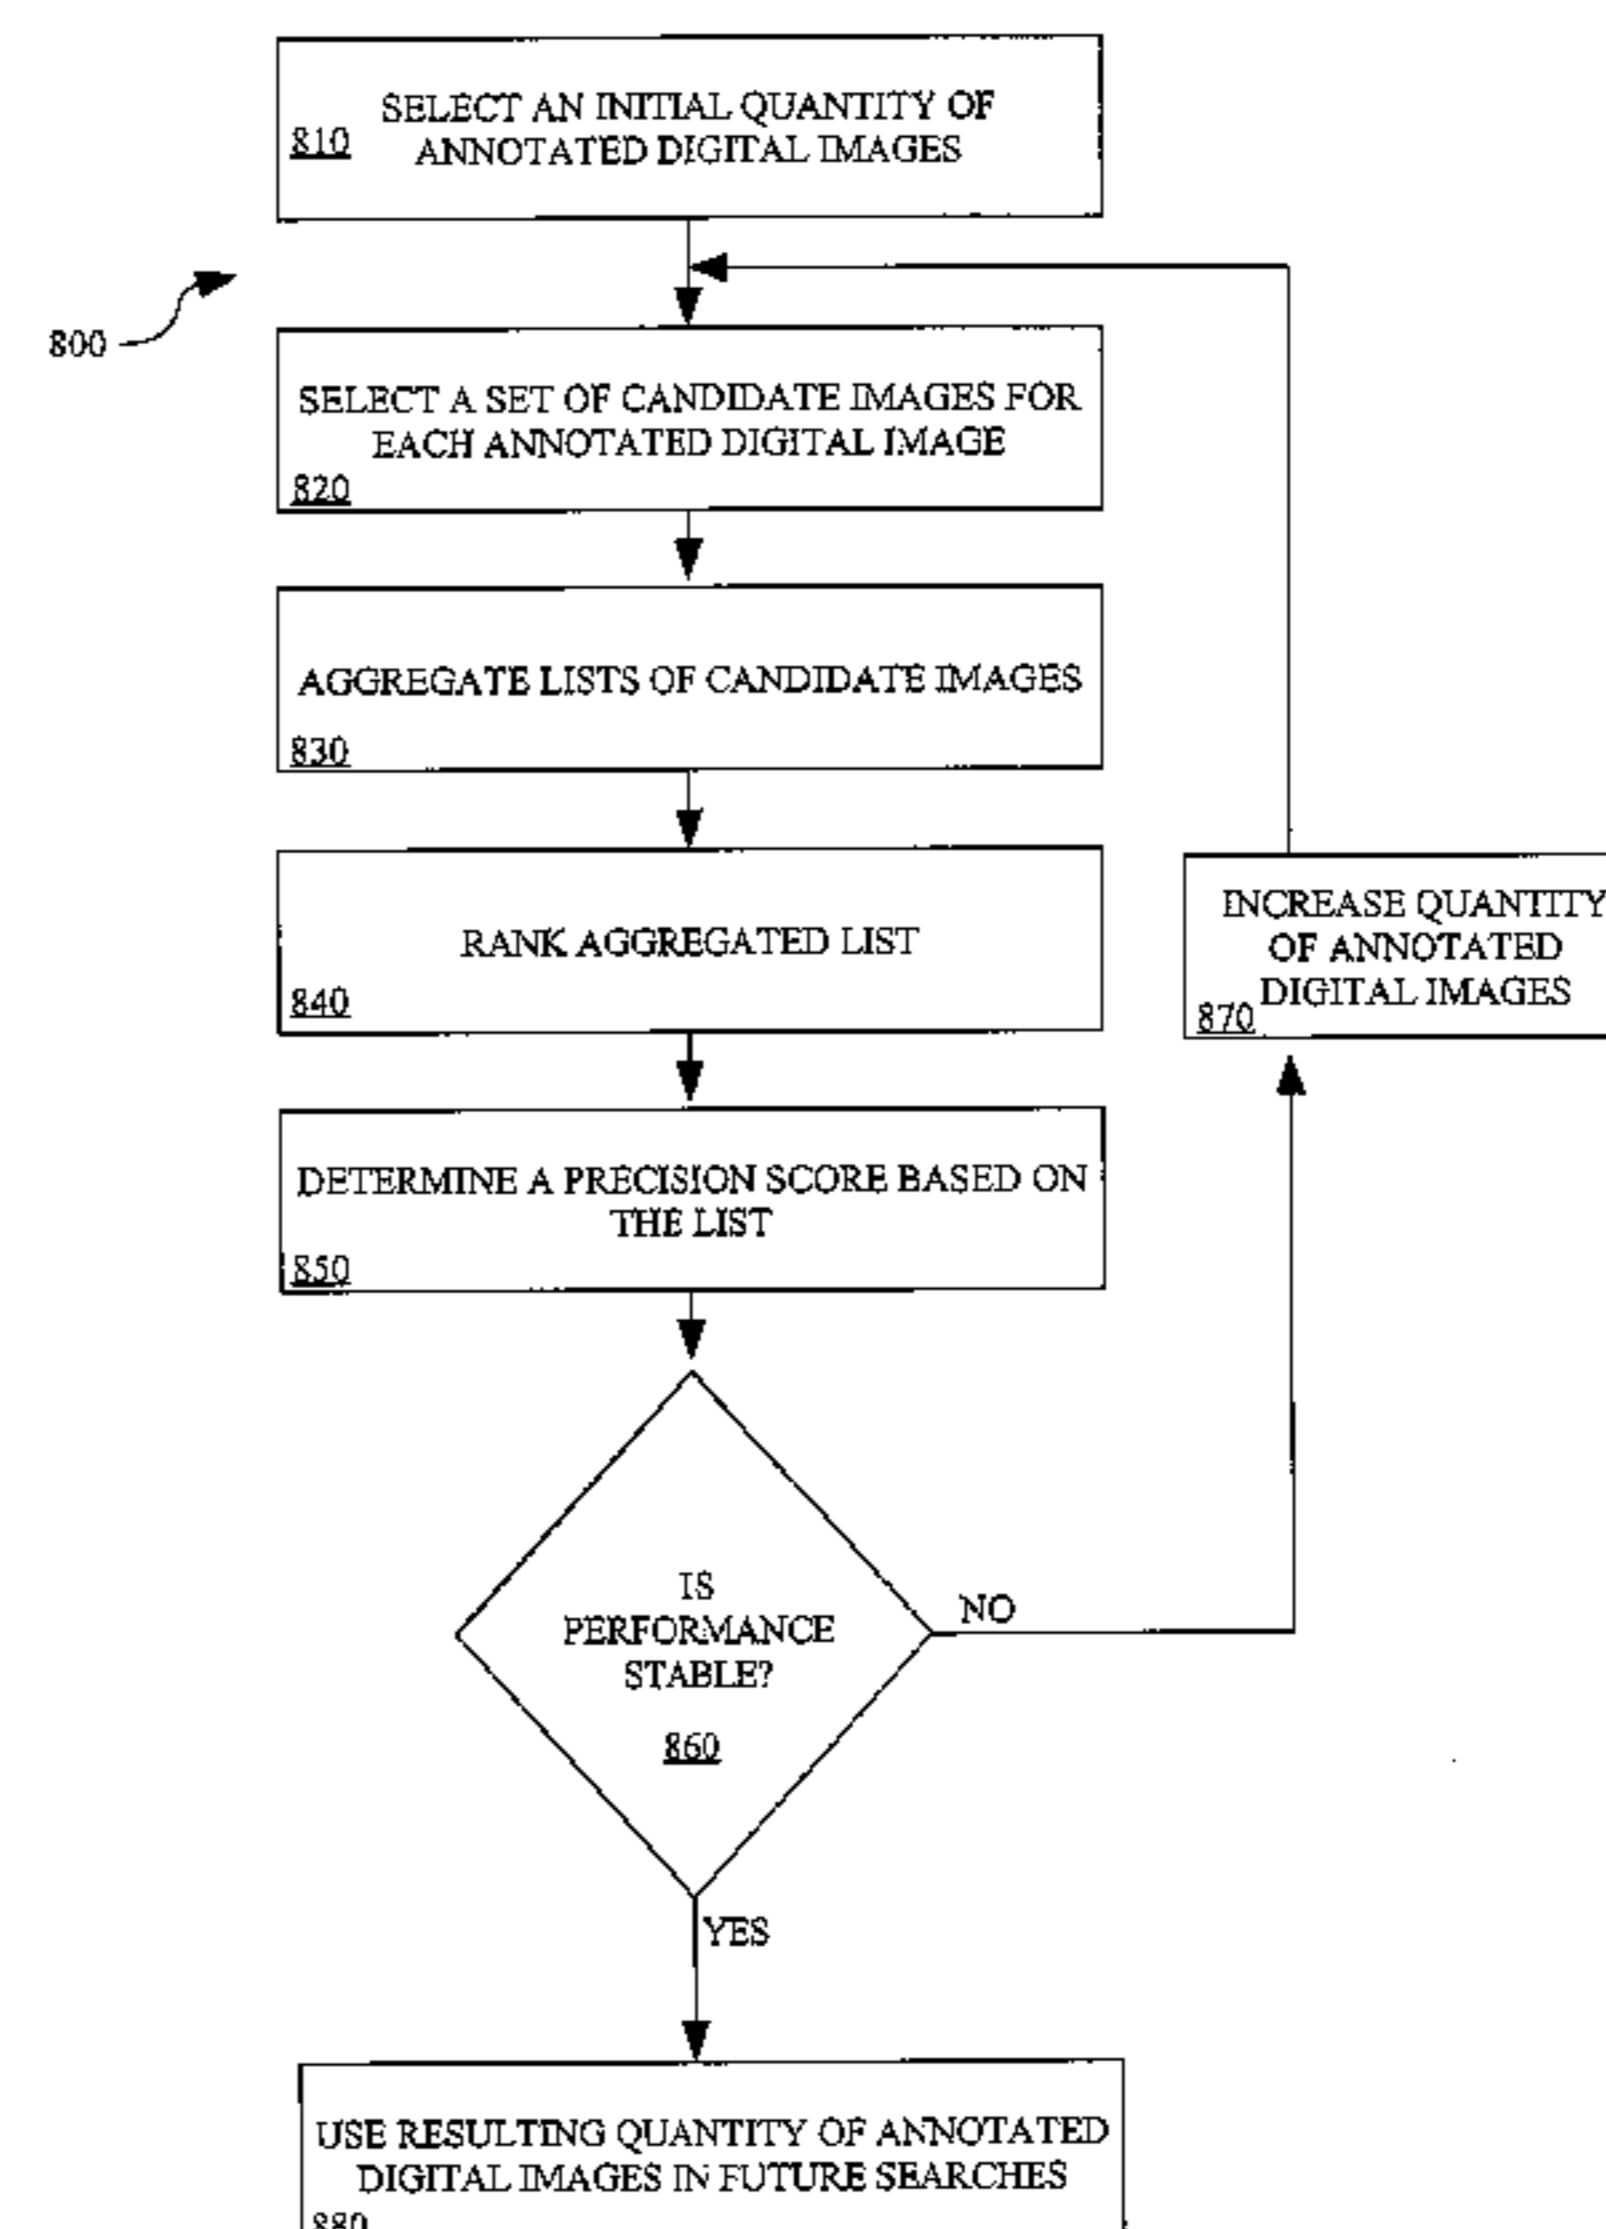 SELECT AN INITIAL QUANTITY OF
ANNOTATED DIGITAL IMAGES
810
800
SELECT A SET OF CANDIDATE IMAGES FOR
EACH ANNOTATED DIGITAL IMAGE
820
AGGREGATE LISTS OF CANDIDATE IMAGES
830
RANK AGGREGATED LIST
840
INCREASE QUANTITY
OF ANNOTATED
DIGITAL IMAGES
870
DETERMINE A PRECISION SCORE BASED ON
THE LIST
850
IS
PERFORMANCE
STABLE?
860
NO
YES
USE RESULTING QUANTITY OF ANNOTATED
DIGITAL IMAGES IN FUTURE SEARCHES
880